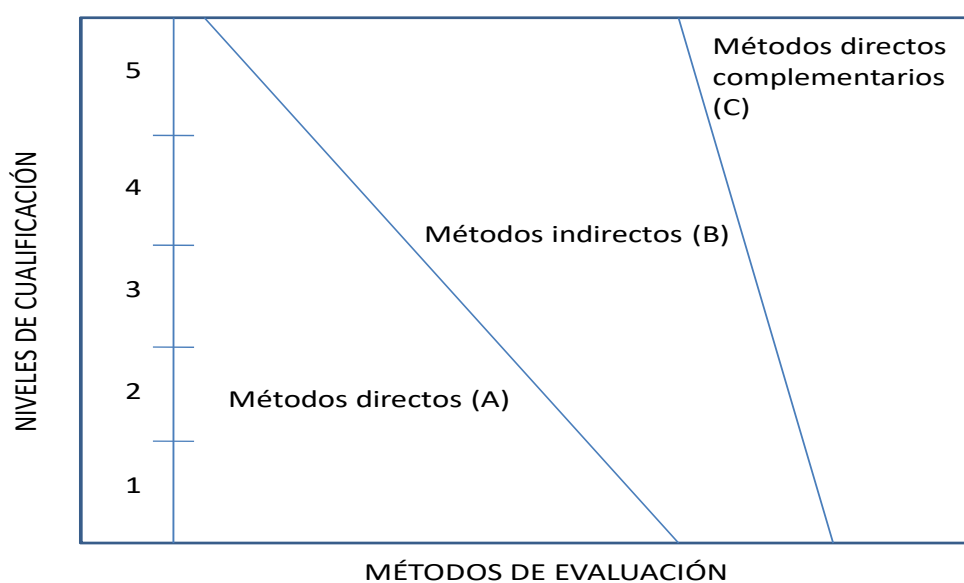 NIVELES DE CUALIFICACIÓN
5
4
3
2
1
Métodos directos
complementarios
(C)
Métodos indirectos (B)
Métodos directos (A)
MÉTODOS DE EVALUACIÓN